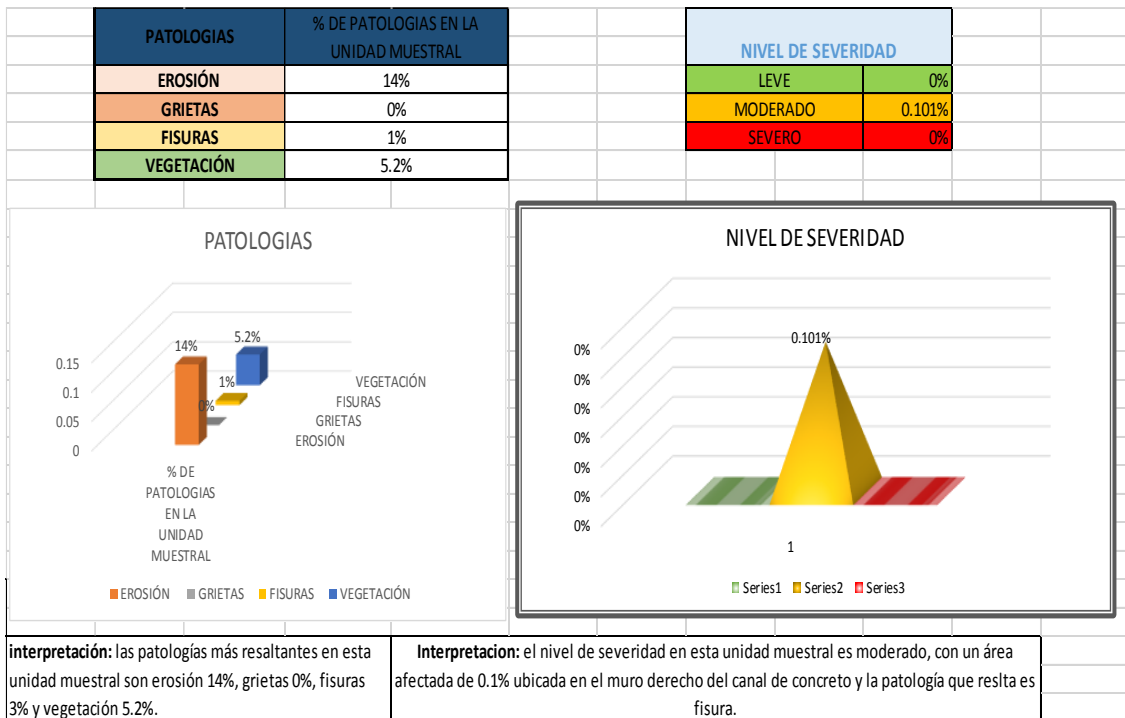 PATOLOGIAS
% DE PATOLOGIAS EN LA
UNIDAD MUESTRAL
EROSIÓN 14%
GRIETAS 0%
FISURAS 1%
VEGETACIÓN 5.2%
NIVEL DE SEVERIDAD
LEVE 0%
MODERADO 0.101%
SEVERO 0%
PATOLOGIAS
14%
0%
1%
5.2%
0.15
0.1
0.05
0
VEGETACIÓN
FISURAS
GRIETAS
EROSIÓN
% DE
PATOLOGIAS
EN LA
UNIDAD
MUESTRAL
EROSIÓN GRIETAS FISURAS VEGETACIÓN
NIVEL DE SEVERIDAD
0.101%
0%
0%
0%
0%
0%
0%
0%
1
Series1 Series2 Series3
interpretación: las patologías más resaltantes en esta
unidad muestral son erosión 14%, grietas 0%, fisuras
3% y vegetación 5.2%.
Interpretacion: el nivel de severidad en esta unidad muestral es moderado, con un área
afectada de 0.1% ubicada en el muro derecho del canal de concreto y la patología que reslta es
fisura.